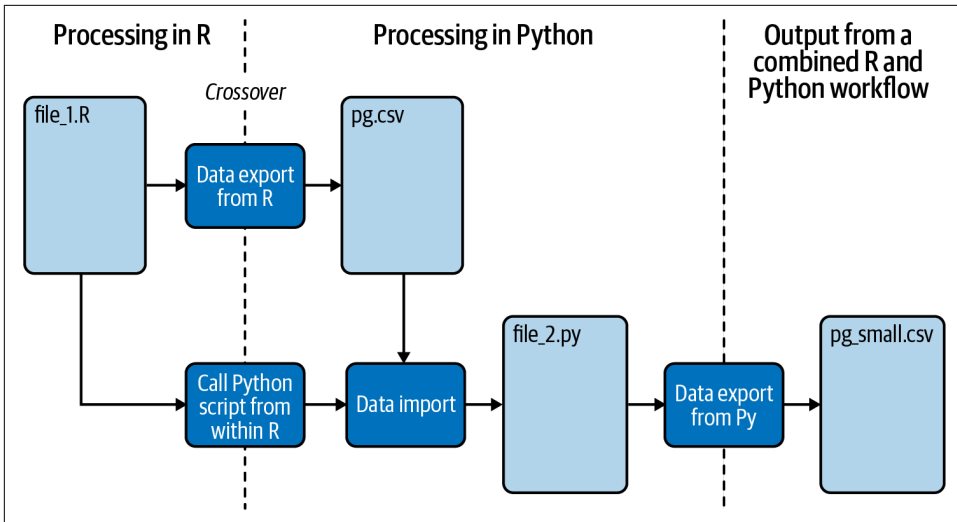 Processing in R
Processing in Python
Output from a
combined R and
Python workflow
Crossover
file_1.R
Data export
from R
pg.csv
Call Python
script from
within R
Data import
file_2.py
Data export
from Py
pg_small.csv